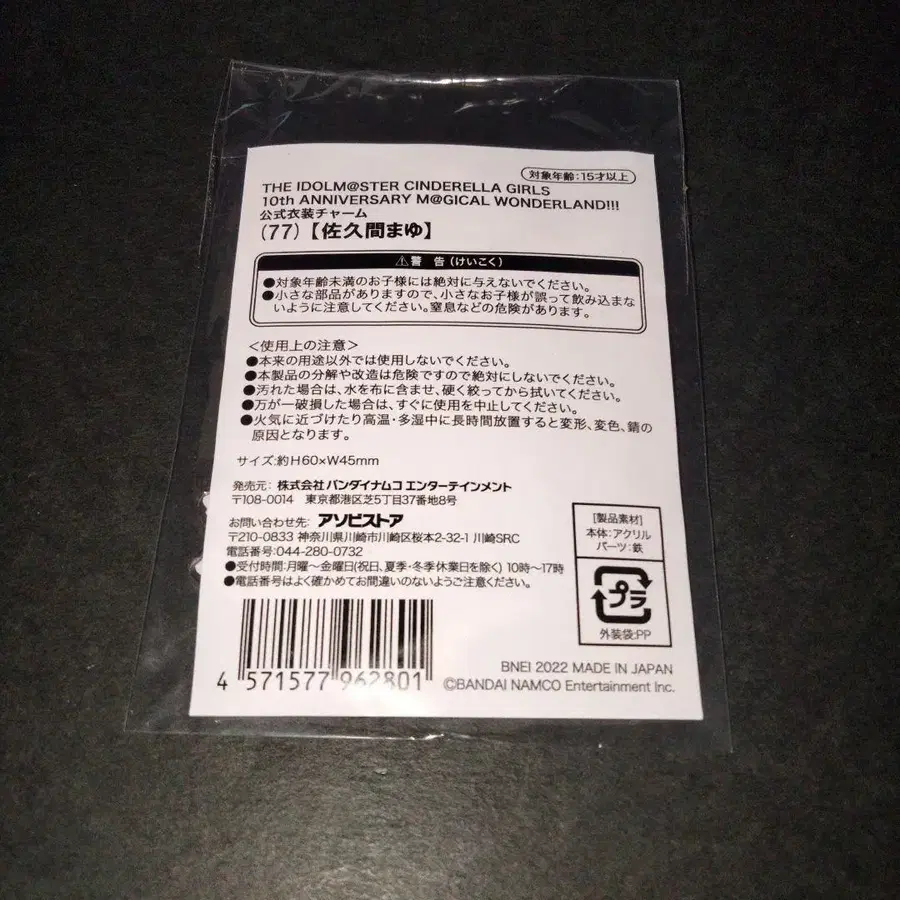 対象年齢:15才以上
THE IDOLM@STER CINDERELLA GIRLS
10th ANNIVERSARY M@GICAL WONDERLAND!!!
公式衣装チャーム
(77)【佐久間まゆ】
⚠警 告(けいこく)
●対象年齢未満のお子様には絶対に与えないでください。
●小さな部品がありますので、小さなお子様が誤って飲み込まな
いように注意してください。窒息などの危険があります。
＜使用上の注意＞
●本来の用途以外では使用しないでください。
●本製品の分解や改造は危険ですので絶対にしないでください。
●汚れた場合は、水を布に含ませ、硬く絞ってから拭いてください。
●万が一破損した場合は、すぐに使用を中止してください。
●火気に近づけたり高温・多湿中に長時間放置すると変形、変色、錆の
原因となります。
サイズ:約H60×W45mm
発売元: 株式会社 バンダイナムコ エンターテインメント
〒108-0014 東京都港区芝5丁目37番地8号
お問い合わせ先: アソビストア
〒210-0833 神奈川県川崎市川崎区桜本2-32-1 川崎SRC
電話番号:044-280-0732
●受付時間:月曜～金曜日(祝日、夏季・冬季休業日を除く) 10時～17時
●電話番号はよく確かめてお間違いのないようご注意ください。
[製品素材]
本体:アクリル
パーツ:鉄
プラ
外装袋:PP
4 571577 962801
BNEI 2022 MADE IN JAPAN
©BANDAI NAMCO Entertainment Inc.